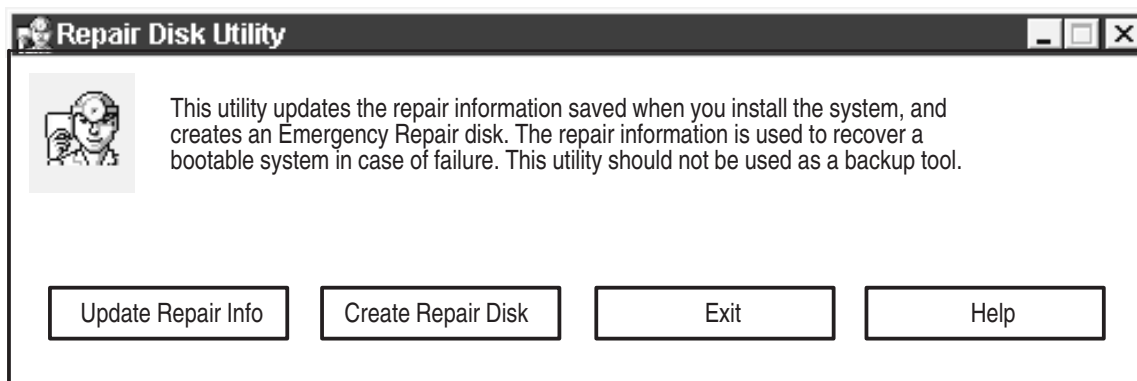 Repair Disk Utility
This utility updates the repair information saved when you install the system, and
creates an Emergency Repair disk. The repair information is used to recover a
bootable system in case of failure. This utility should not be used as a backup tool.
Update Repair Info
Create Repair Disk
Exit
Help